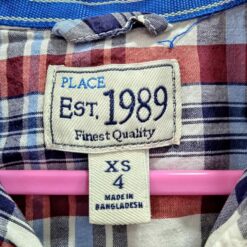 PLACE
EST. 1989
Finest Quality
XS
4
MADE IN
BANGLADESH